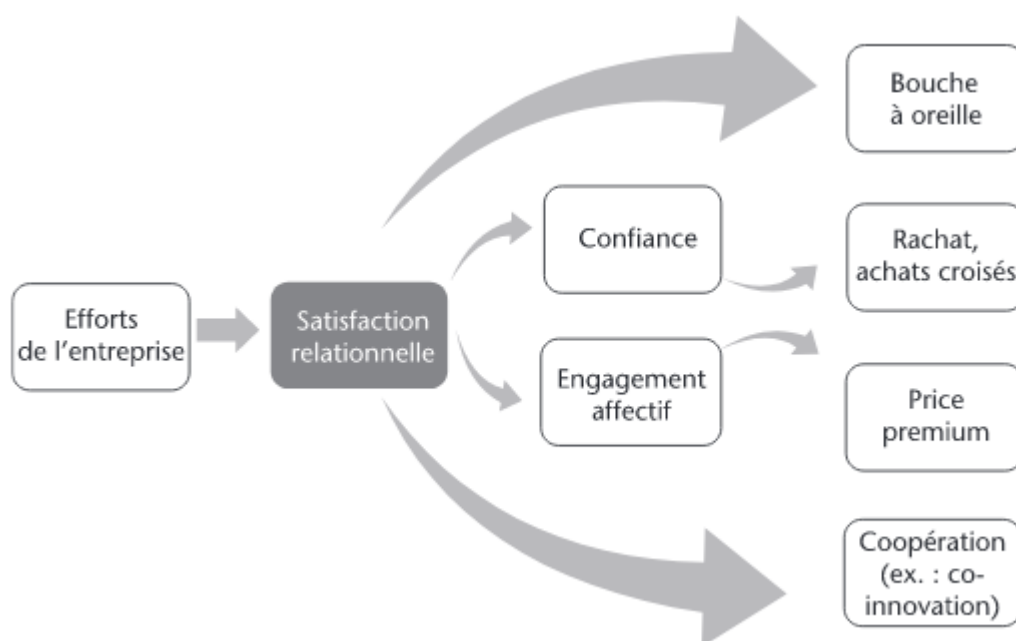 Efforts
de l’entreprise
Satisfaction
relationnelle
Confiance
Engagement
affectif
Bouche
à oreille
Rachat,
achats croisés
Price
premium
Coopération
(ex. : co-
innovation)